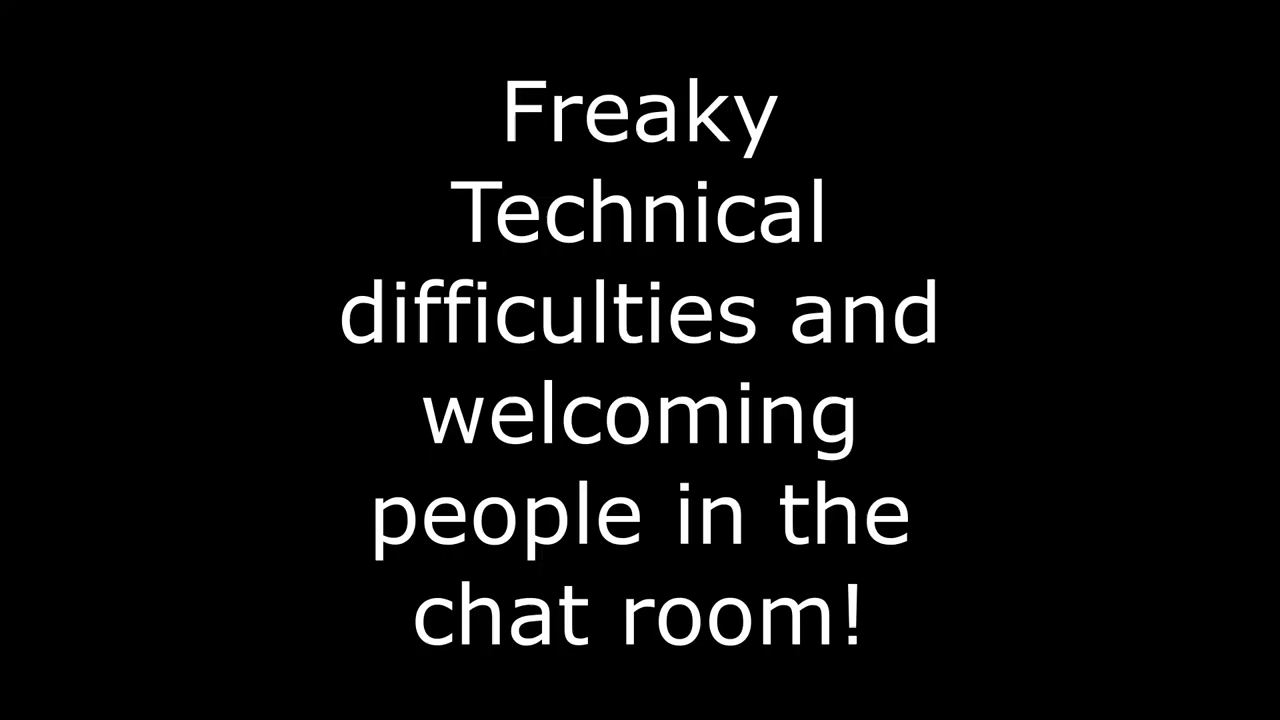 Freaky
Technical
difficulties and
welcoming
people in the
chat room!